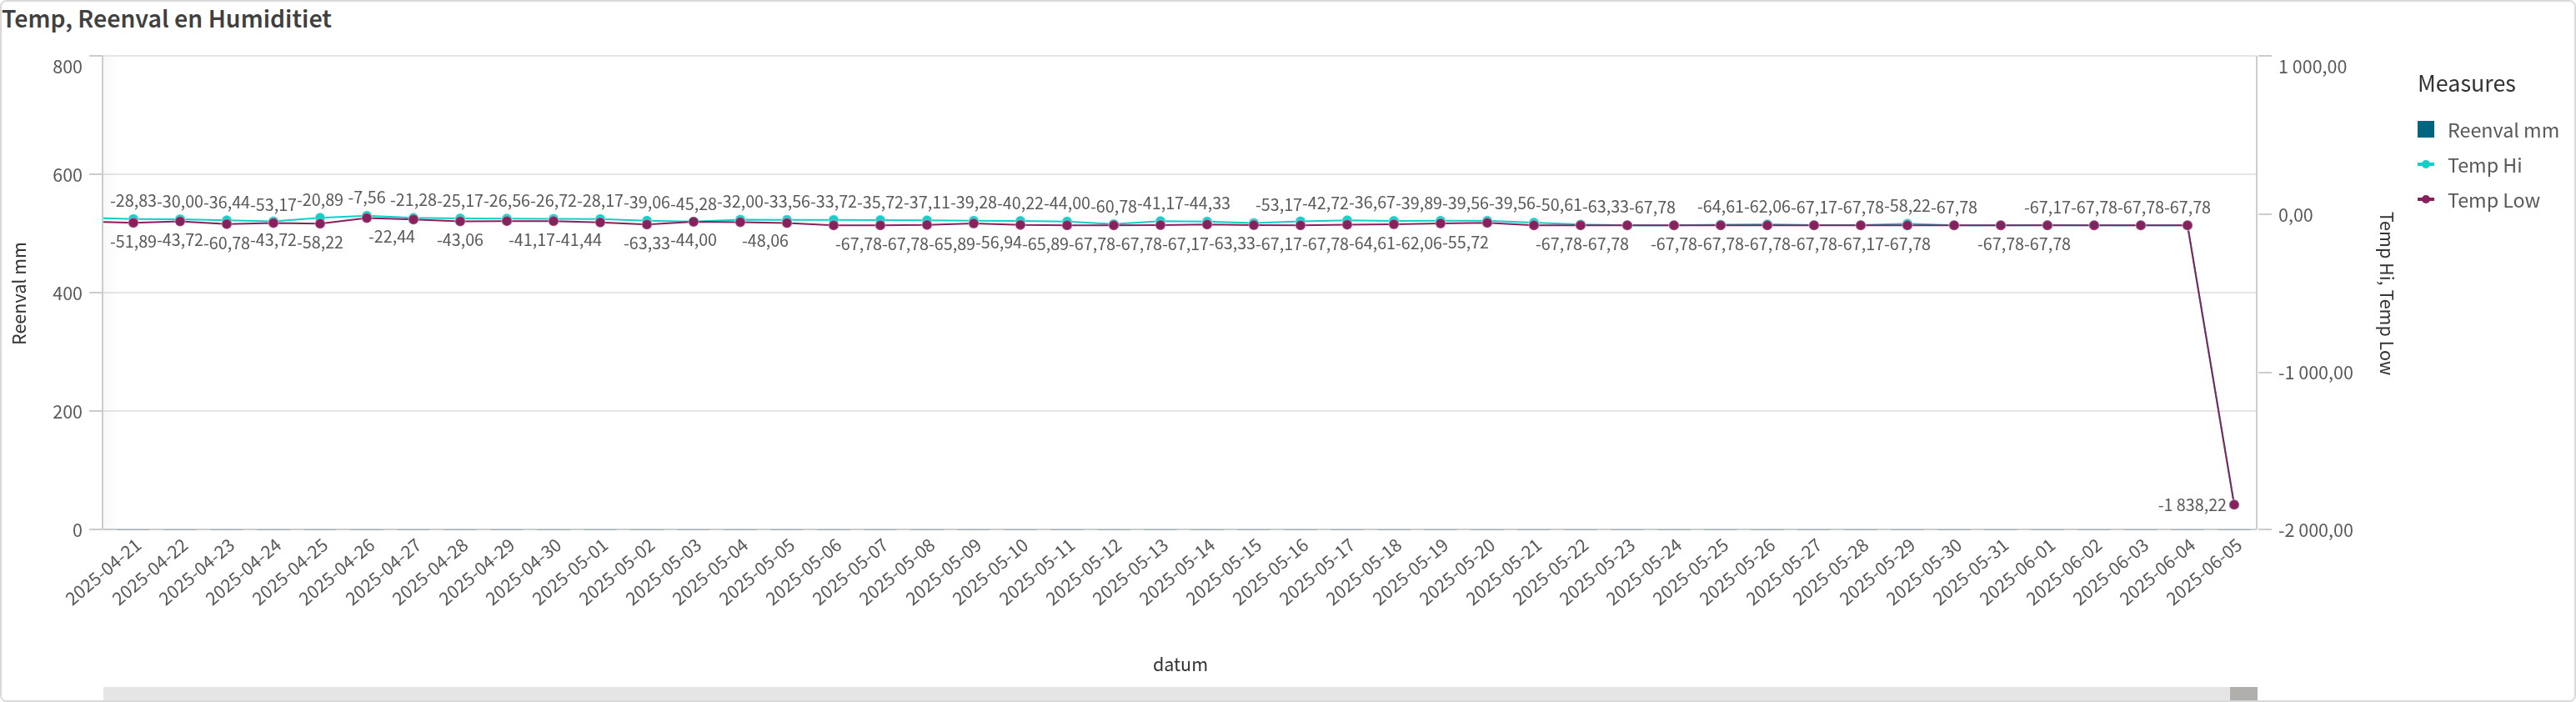 Temp, Reenval en Humiditiet
Measures
Reenval mm
Temp Hi
Temp Low
800
600
400
200
0
Reenval mm
1 000,00
0,00
-1 000,00
-2 000,00
Temp Hi, Temp Low
-28,83 -30,00 -36,44 -53,17 -20,89 -7,56 -21,28 -25,17 -26,56 -26,72 -28,17 -39,06 -45,28 -32,00 -33,56 -33,72 -35,72 -37,11 -39,28 -40,22 -44,00 -60,78 -41,17 -44,33 -53,17 -42,72 -36,67 -39,89 -39,56 -39,56 -50,61 -63,33 -67,78 -64,61 -62,06 -67,17 -67,78 -58,22 -67,78 -67,17 -67,78 -67,78 -67,78
-51,89 -43,72 -60,78 -43,72 -58,22 -22,44 -43,06 -41,17 -41,44 -63,33 -44,00 -48,06 -67,78 -67,78 -65,89 -56,94 -65,89 -67,78 -67,78 -67,17 -63,33 -67,17 -67,78 -64,61 -62,06 -55,72 -67,78 -67,78 -67,78 -67,78 -67,78 -67,78 -67,17 -67,78 -67,78 -67,78
-1 838,22
2025-04-21 2025-04-22 2025-04-23 2025-04-24 2025-04-25 2025-04-26 2025-04-27 2025-04-28 2025-04-29 2025-04-30 2025-05-01 2025-05-02 2025-05-03 2025-05-04 2025-05-05 2025-05-06 2025-05-07 2025-05-08 2025-05-09 2025-05-10 2025-05-11 2025-05-12 2025-05-13 2025-05-14 2025-05-15 2025-05-16 2025-05-17 2025-05-18 2025-05-19 2025-05-20 2025-05-21 2025-05-22 2025-05-23 2025-05-24 2025-05-25 2025-05-26 2025-05-27 2025-05-28 2025-05-29 2025-05-30 2025-05-31 2025-06-01 2025-06-02 2025-06-03 2025-06-04 2025-06-05
datum